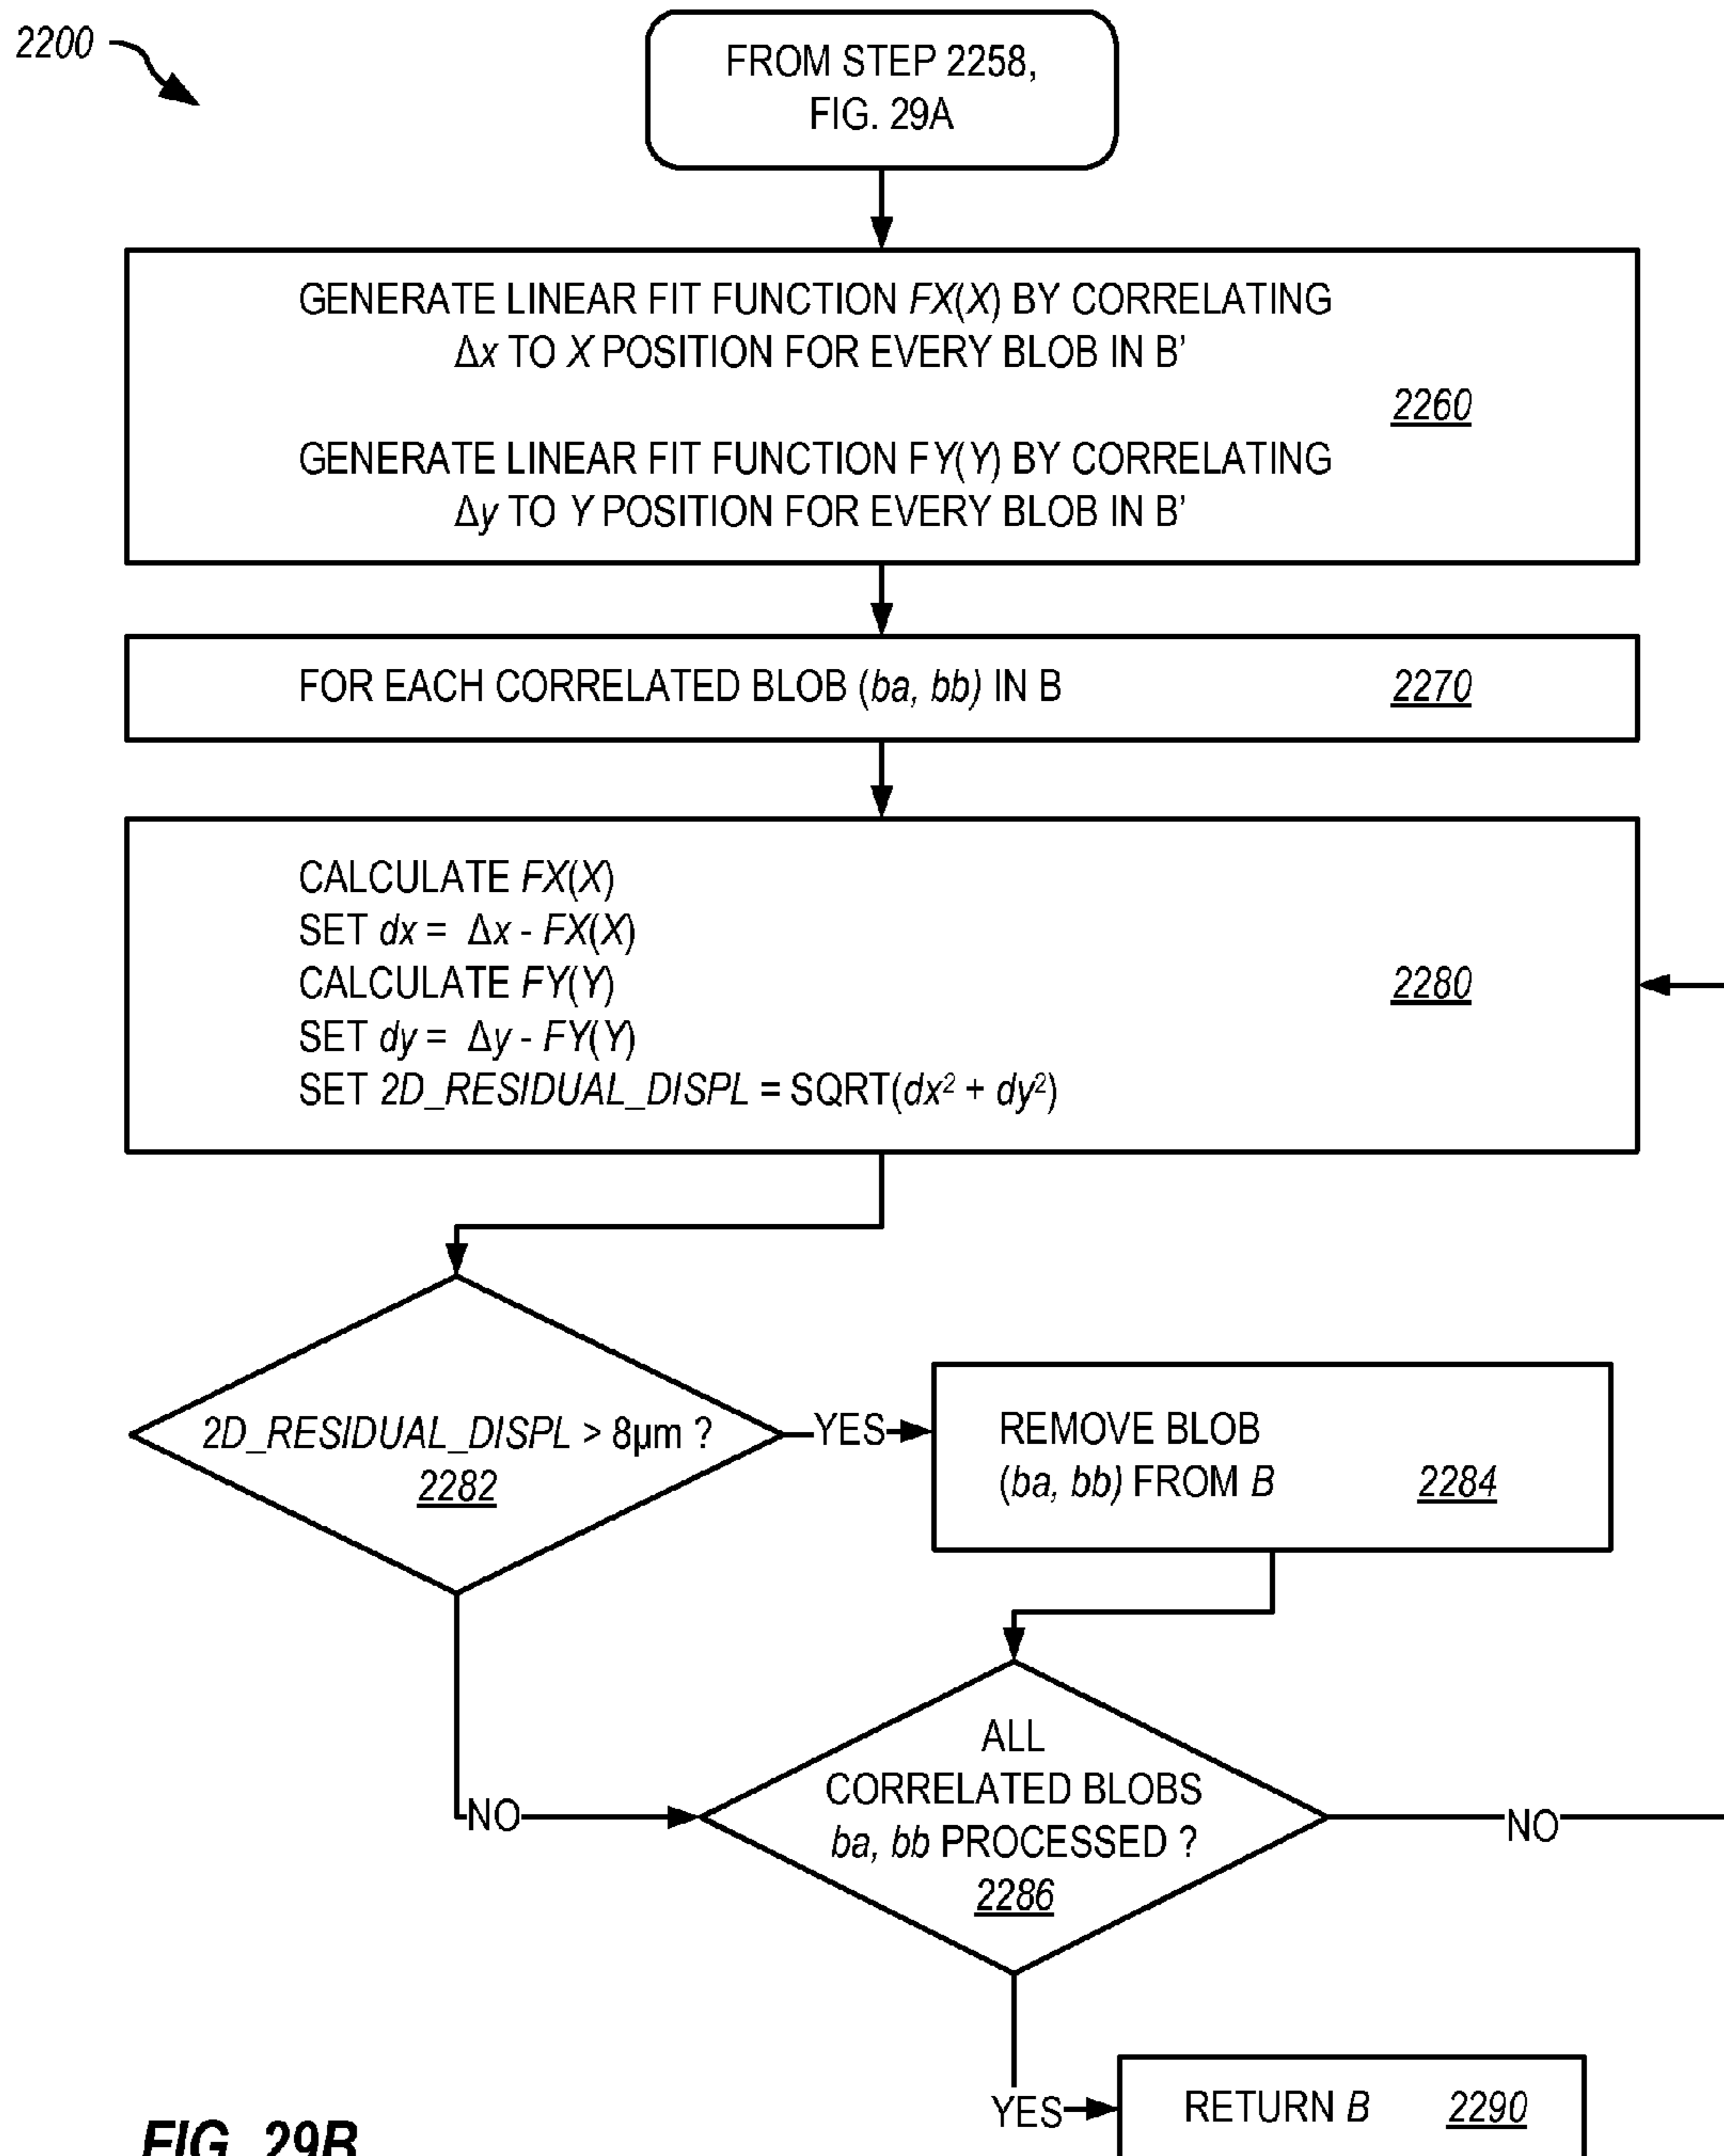 2200
FROM STEP 2258,
FIG. 29A
GENERATE LINEAR FIT FUNCTION FX(X) BY CORRELATING
Δx TO X POSITION FOR EVERY BLOB IN B’
2260
GENERATE LINEAR FIT FUNCTION FY(Y) BY CORRELATING
Δy TO Y POSITION FOR EVERY BLOB IN B’
FOR EACH CORRELATED BLOB (ba, bb) IN B 2270
CALCULATE FX(X)
SET dx = Δx - FX(X)
CALCULATE FY(Y) 2280
SET dy = Δy - FY(Y)
SET 2D_RESIDUAL_DISPL = SQRT(dx² + dy²)
2D_RESIDUAL_DISPL > 8µm ?
2282
YES
REMOVE BLOB
(ba, bb) FROM B 2284
ALL
CORRELATED BLOBS
ba, bb PROCESSED ?
2286
NO
NO
YES
RETURN B 2290
FIG. 29B